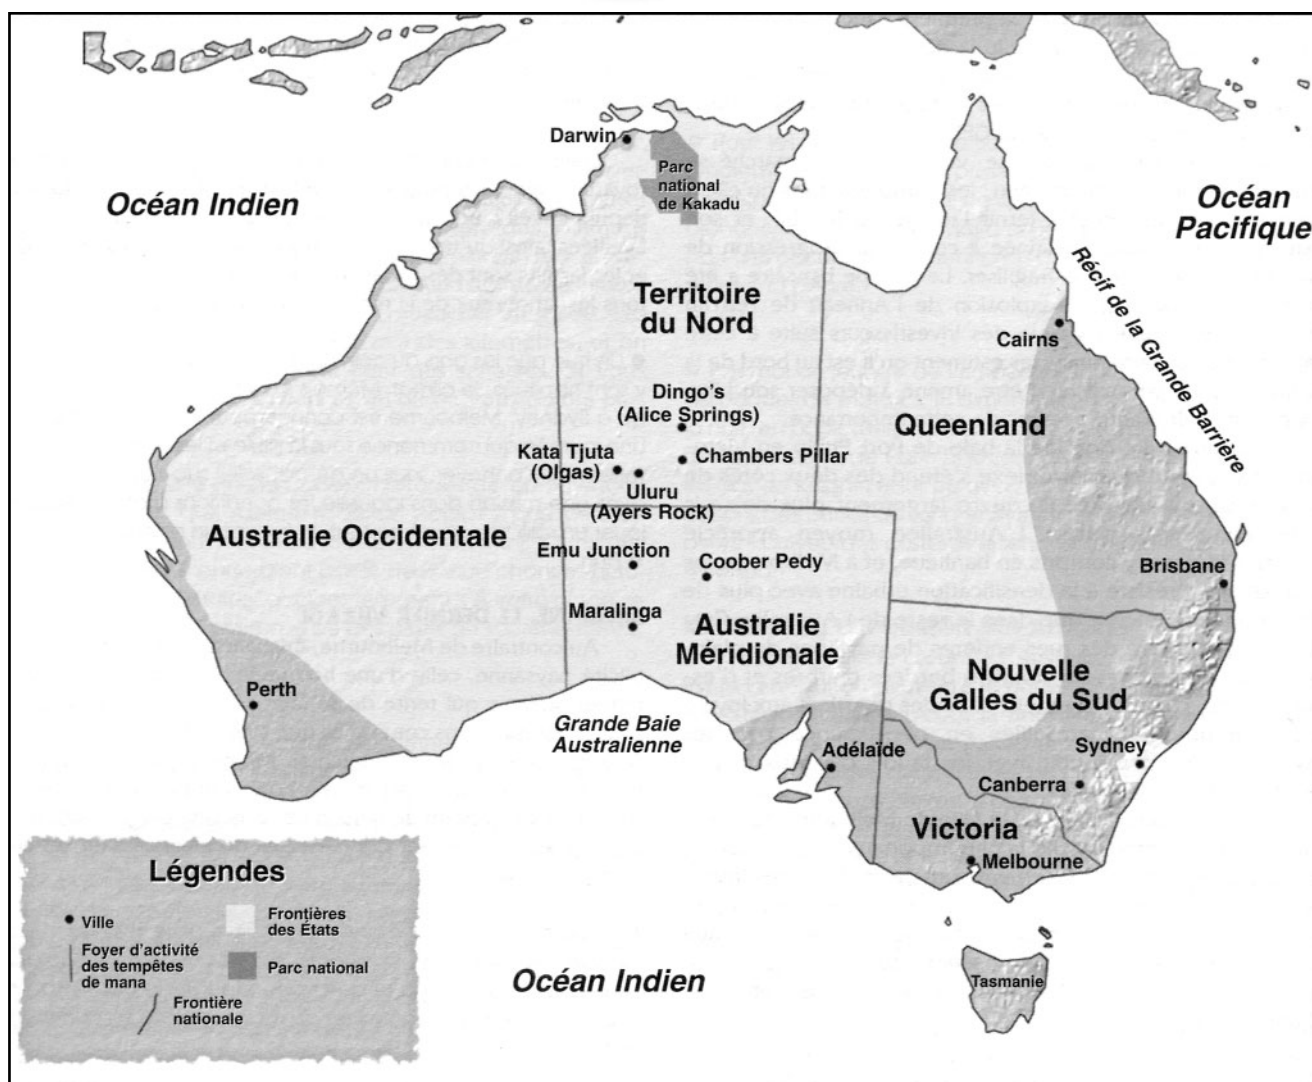 Darwin
Parc
national
de Kakadu
Océan Indien
Océan
Pacifique
Récif de la Grande Barrière
Territoire
du Nord
Cairns
Dingo's
(Alice Springs)
Queenland
Kata Tjuta
(Olgas)
Chambers Pillar
Uluru
(Ayers Rock)
Australie Occidentale
Emu Junction
Coober Pedy
Brisbane
Maralinga
Australie
Méridionale
Nouvelle
Galles du Sud
Perth
Grande Baie
Australienne
Adélaïde
Sydney
Canberra
Victoria
Melbourne
Légendes
Ville
Frontières
des États
Foyer d'activité
des tempêtes
de mana
Parc national
Frontière
nationale
Océan Indien
Tasmanie